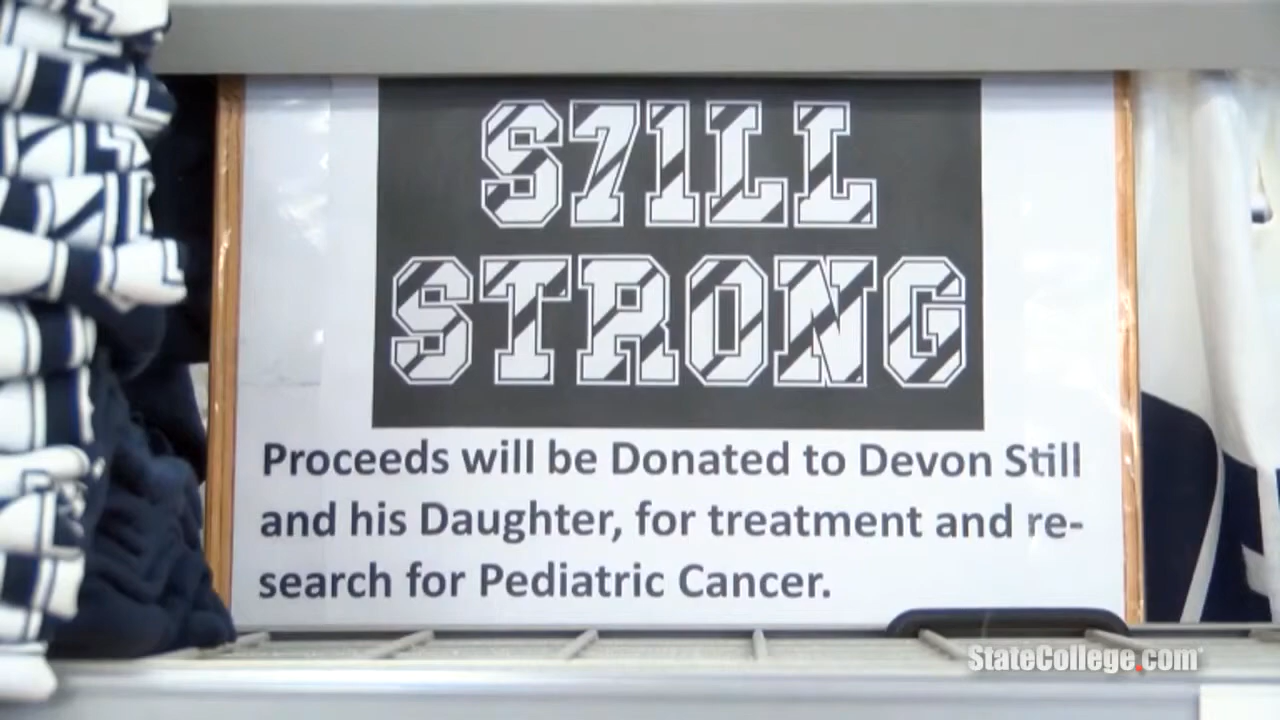 S71LL
STRONG
Proceeds will be Donated to Devon Still
and his Daughter, for treatment and re-
search for Pediatric Cancer.
StateCollege.com